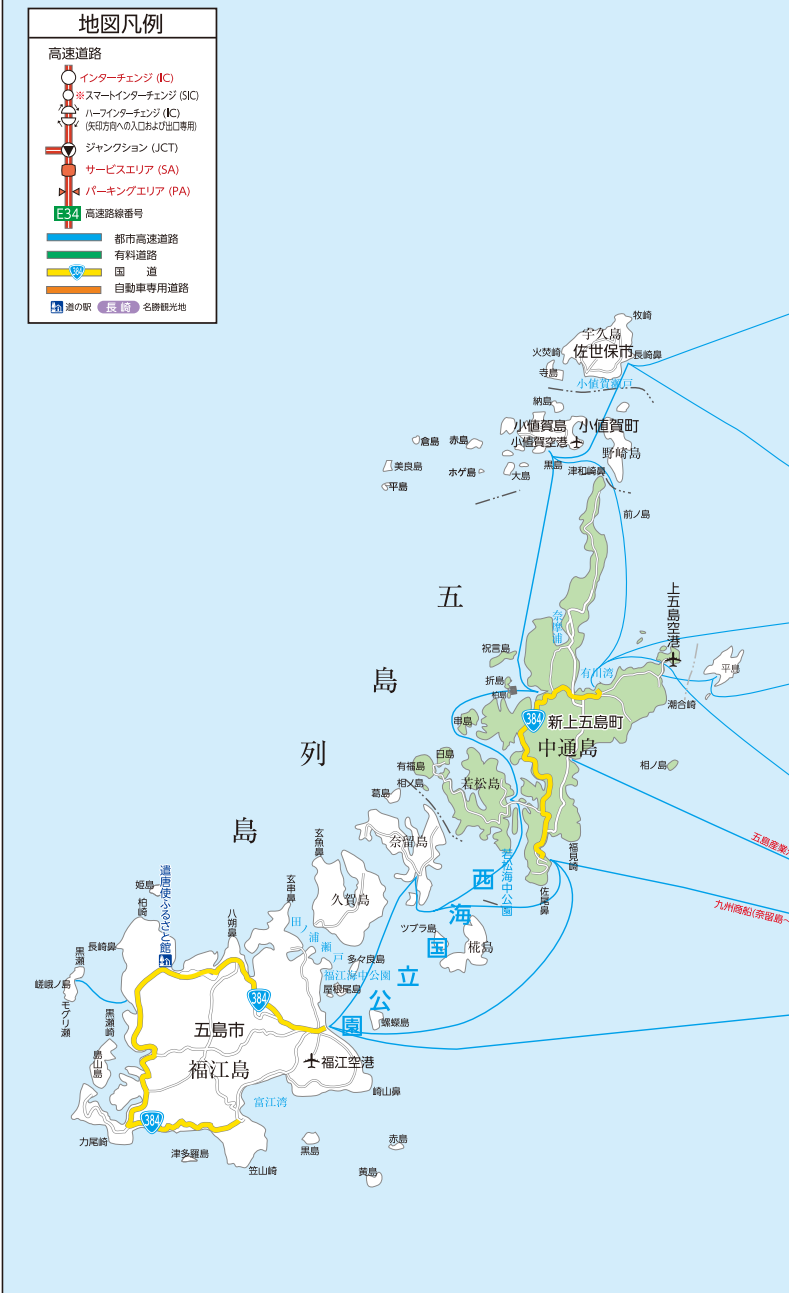 地図凡例
高速道路
インターチェンジ (IC)
※スマートインターチェンジ (SIC)
ハーフインターチェンジ (IC)
(矢印方向への入口および出口専用)
ジャンクション (JCT)
サービスエリア (SA)
パーキングエリア (PA)
E34 高速路線番号
都市高速道路
有料道路
384 国 道
自動車専用道路
道の駅 長崎 名勝観光地
牧崎
宇久島
火焚崎
佐世保市
長崎鼻
寺島
小値賀瀬戸
納島
小値賀島
小値賀町
倉島
赤島
小値賀空港
野崎島
美良島
ホゲ島
大島
黒島
津和崎鼻
平島
前ノ島
五島列島
奈摩浦
上五島空港
祝言島
有川湾
平島
折島
柏島
潮合崎
串島
384
新上五島町
中通島
日島
有福島
相ノ島
若松島
相ノ島
葛島
五島産業汽
奈留島
玄魚鼻
若松海中公園
福見崎
佐尾鼻
九州商船(奈留島~
西海国立公園
遣唐使ふるさと館
姫島
柏崎
玄串鼻
久賀島
八朔鼻
田ノ浦瀬戸
ツブラ島
椛島
長崎鼻
黒瀬
多々良島
福江海中公園
嵯峨ノ島
屋根尾島
モグリ瀬
黒瀬崎
384
五島市
螺蠑島
島山島
福江島
福江空港
崎山鼻
富江湾
384
力尾崎
津多羅島
笠山崎
黒島
赤島
黄島